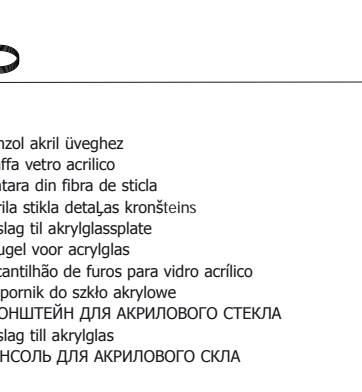 nzol akril üveghez
ffa vetro acrilico
tara din fibra de sticla
rila stikla detaļas kronšteins
slag til akrylglassplate
ugel voor acrylglas
cantilhão de furos para vidro acrílico
pornik do szkło akrylowe
ОНШТЕЙН ДЛЯ АКРИЛОВОГО СТЕКЛА
slag till akrylglas
НСОЛЬ ДЛЯ АКРИЛОВОГО СКЛА